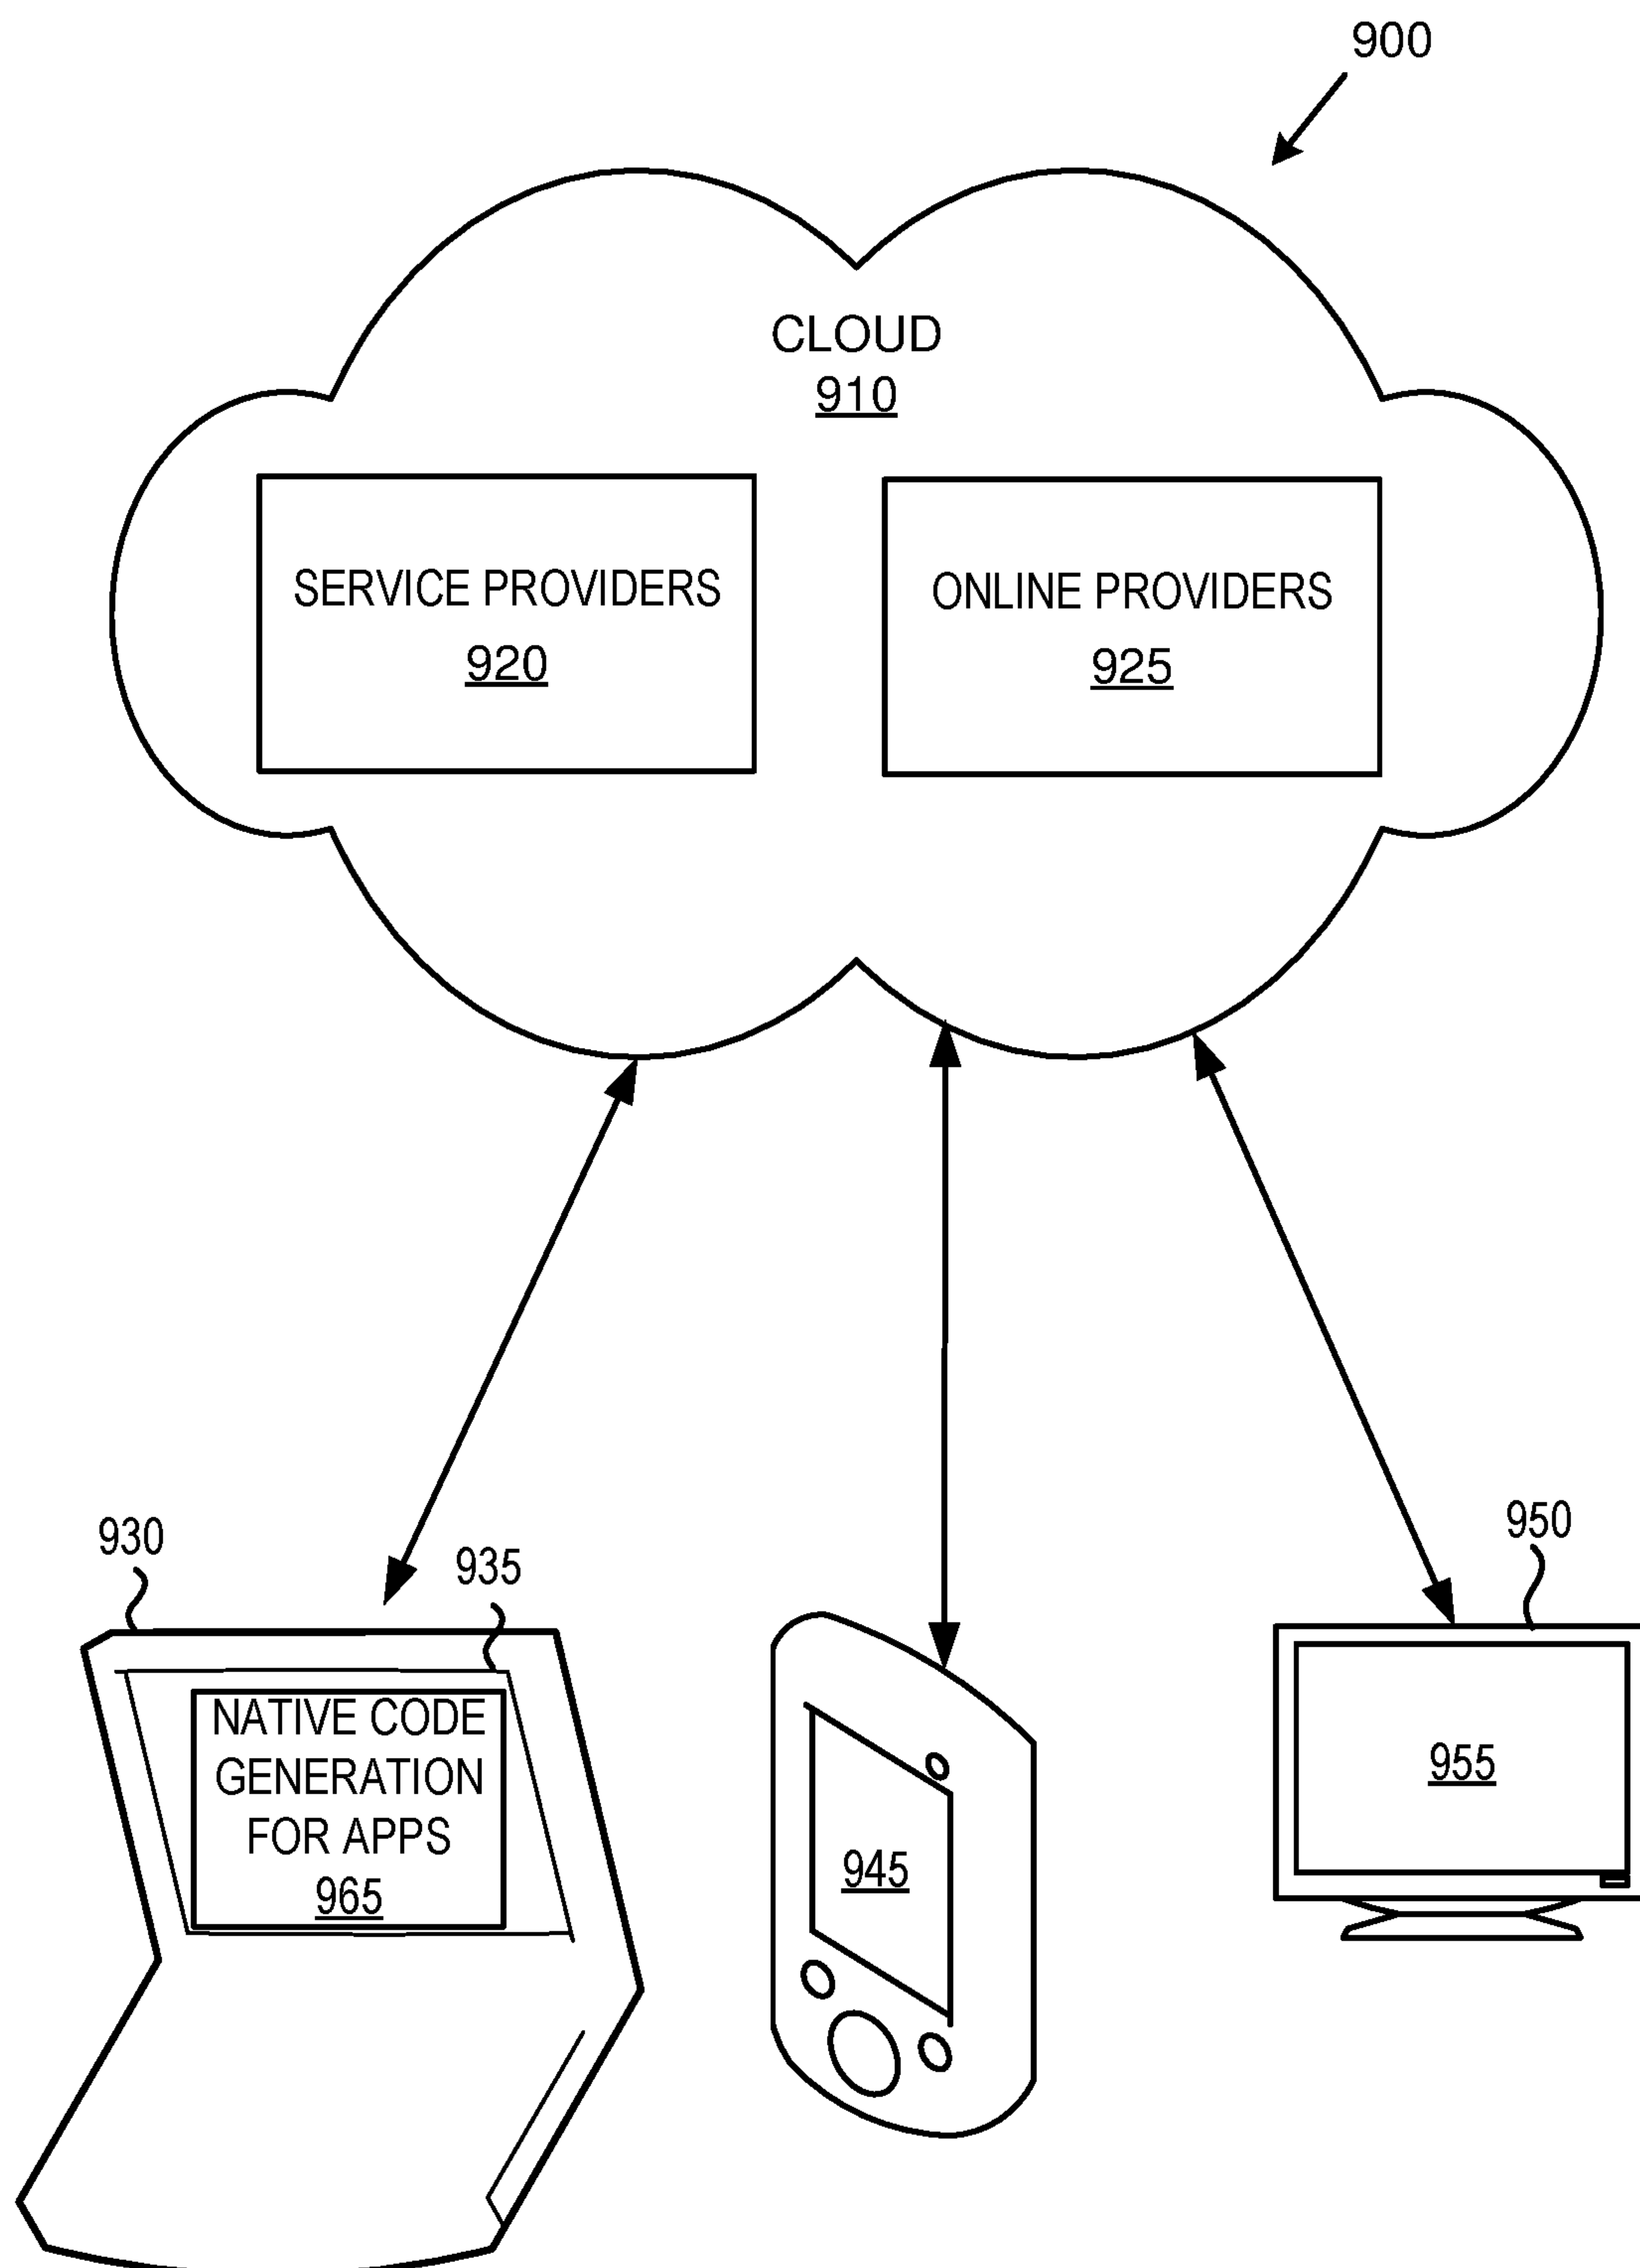 900
CLOUD
910
SERVICE PROVIDERS
920
ONLINE PROVIDERS
925
930
935
950
NATIVE CODE
GENERATION
FOR APPS
965
945
955